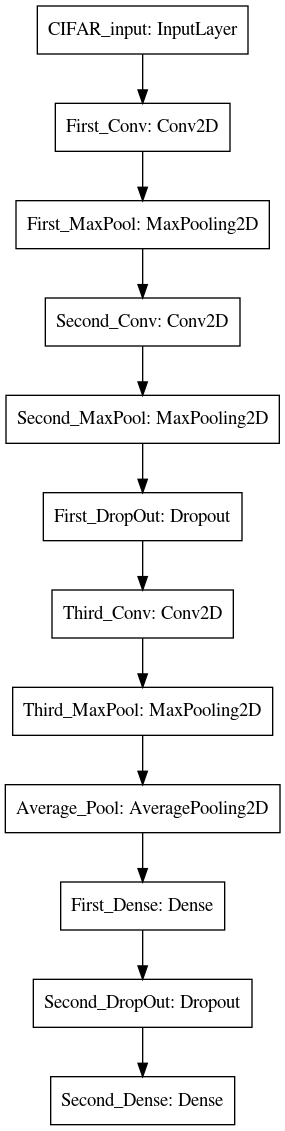 CIFAR_input: InputLayer
First_Conv: Conv2D
First_MaxPool: MaxPooling2D
Second_Conv: Conv2D
Second_MaxPool: MaxPooling2D
First_DropOut: Dropout
Third_Conv: Conv2D
Third_MaxPool: MaxPooling2D
Average_Pool: AveragePooling2D
First_Dense: Dense
Second_DropOut: Dropout
Second_Dense: Dense